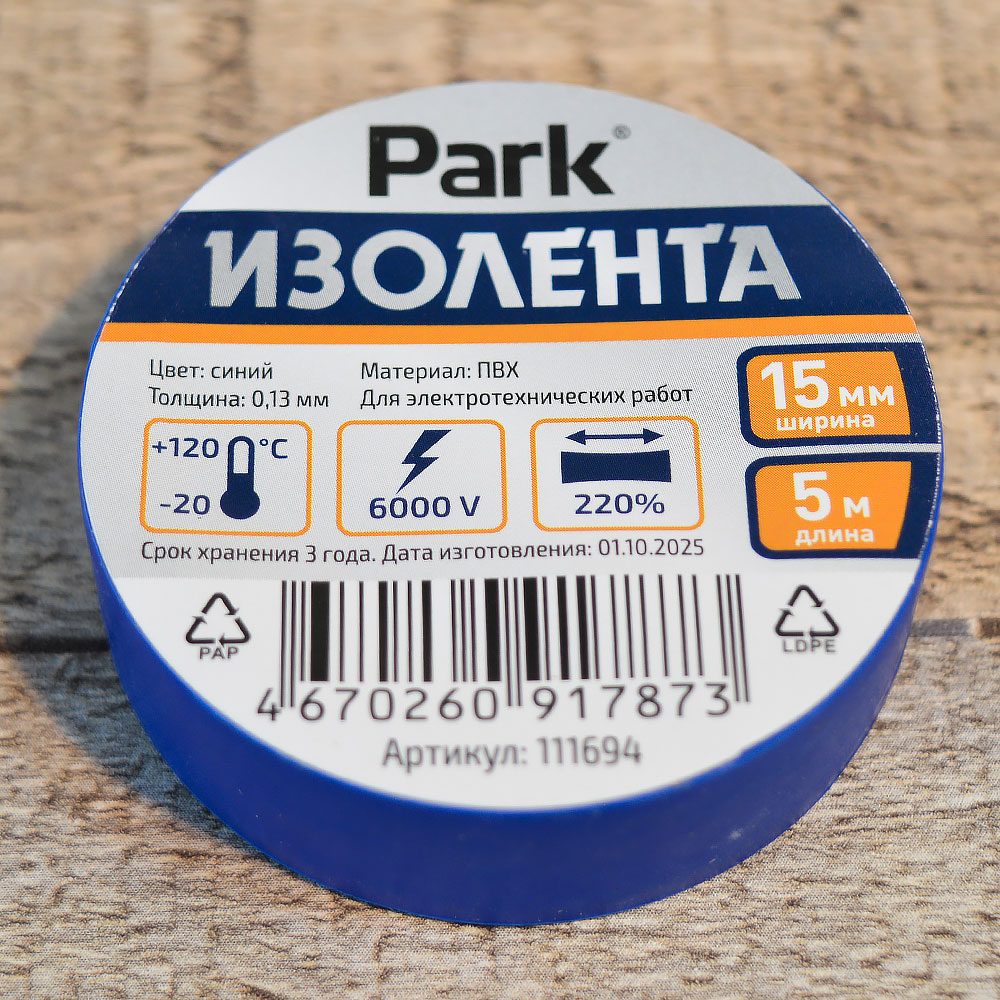 Park®
ИЗОЛЕНТА
Цвет: синий
Толщина: 0,13 мм
Материал: ПВХ
Для электротехнических работ
15 мм
ширина
5 м
длина
+120 °C
-20
6000 V
220%
Срок хранения 3 года. Дата изготовления: 01.10.2025
PAP
LDPE
4 670260 917873
Артикул: 111694